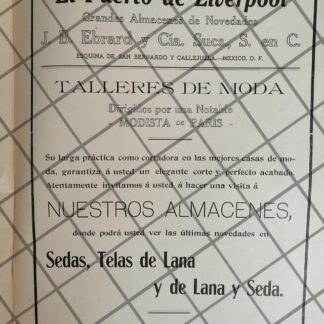 El Puerto de Liverpool
Grandes Almacenes de Novedades
J. B. Ebrard y Cía. Sucs., S. en C.
ESQUINA DE SAN BERNARDO Y CALLEJUELA.—MEXICO, D. F.
TALLERES DE MODA
Dirigidos por una Notable
MODISTA DE PARIS
Su larga práctica como cortadora en las mejores casas de mo-
da, garantiza á usted un elegante corte y perfecto acabado.
Atentamente invitamos á usted á hacer una visita á
NUESTROS ALMACENES,
donde podrá usted ver las últimas novedades en
Sedas, Telas de Lana
y de Lana y Seda.